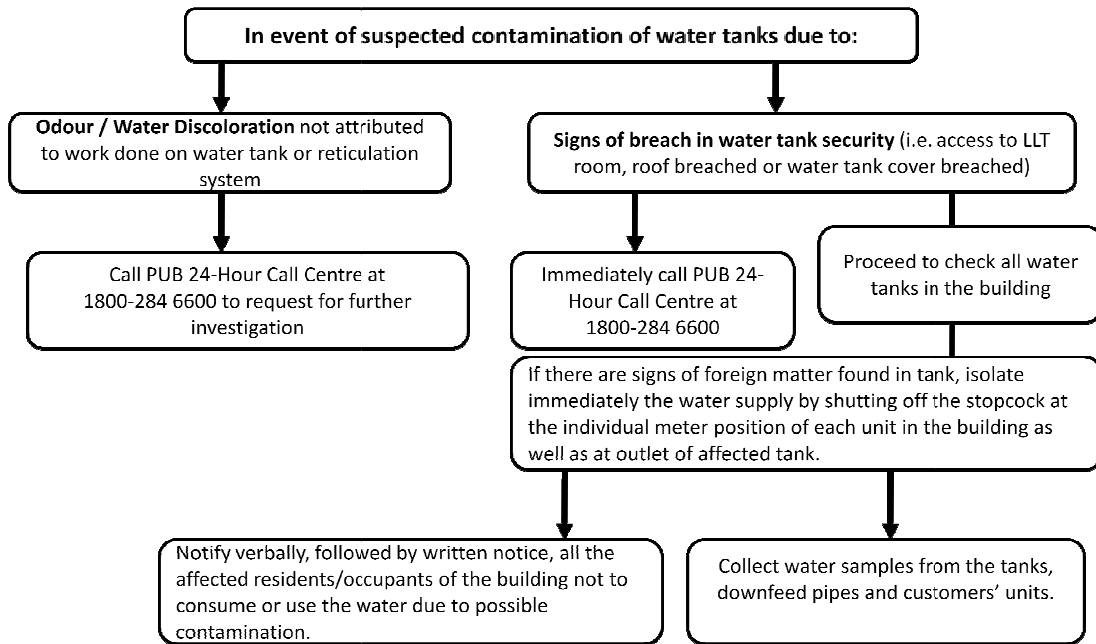 In event of suspected contamination of water tanks due to:
Odour / Water Discoloration not attributed
to work done on water tank or reticulation
system
Signs of breach in water tank security (i.e. access to LLT
room, roof breached or water tank cover breached)
Call PUB 24-Hour Call Centre at
1800-284 6600 to request for further
investigation
Immediately call PUB 24-
Hour Call Centre at
1800-284 6600
Proceed to check all water
tanks in the building
If there are signs of foreign matter found in tank, isolate
immediately the water supply by shutting off the stopcock at
the individual meter position of each unit in the building as
well as at outlet of affected tank.
Notify verbally, followed by written notice, all the
affected residents/occupants of the building not to
consume or use the water due to possible
contamination.
Collect water samples from the tanks,
downfeed pipes and customers’ units.